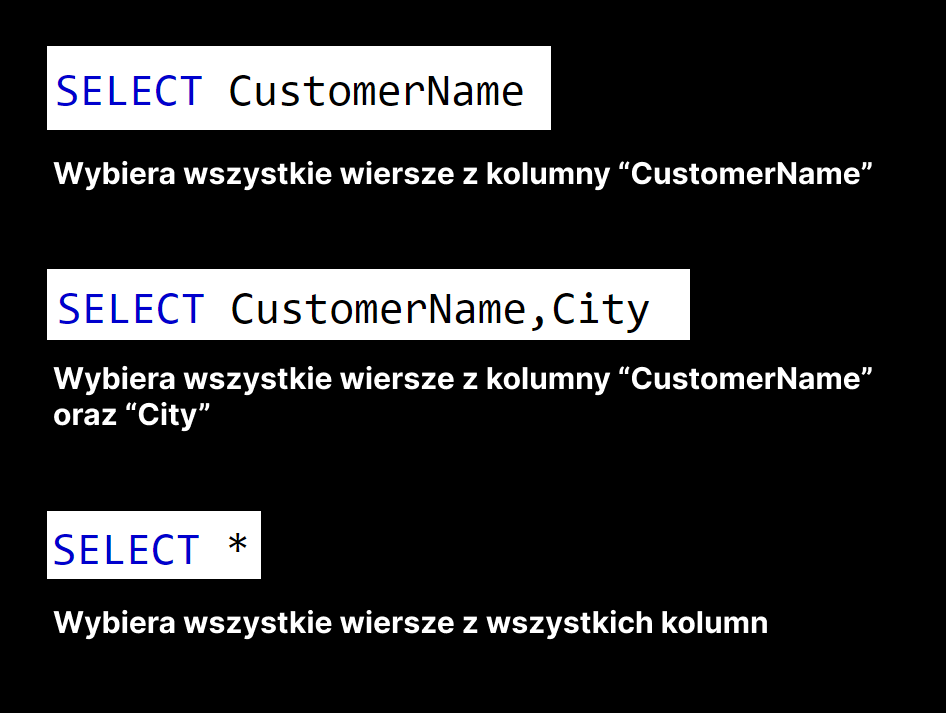 SELECT CustomerName
Wybiera wszystkie wiersze z kolumny “CustomerName”
SELECT CustomerName,City
Wybiera wszystkie wiersze z kolumny “CustomerName”
oraz “City”
SELECT *
Wybiera wszystkie wiersze z wszystkich kolumn